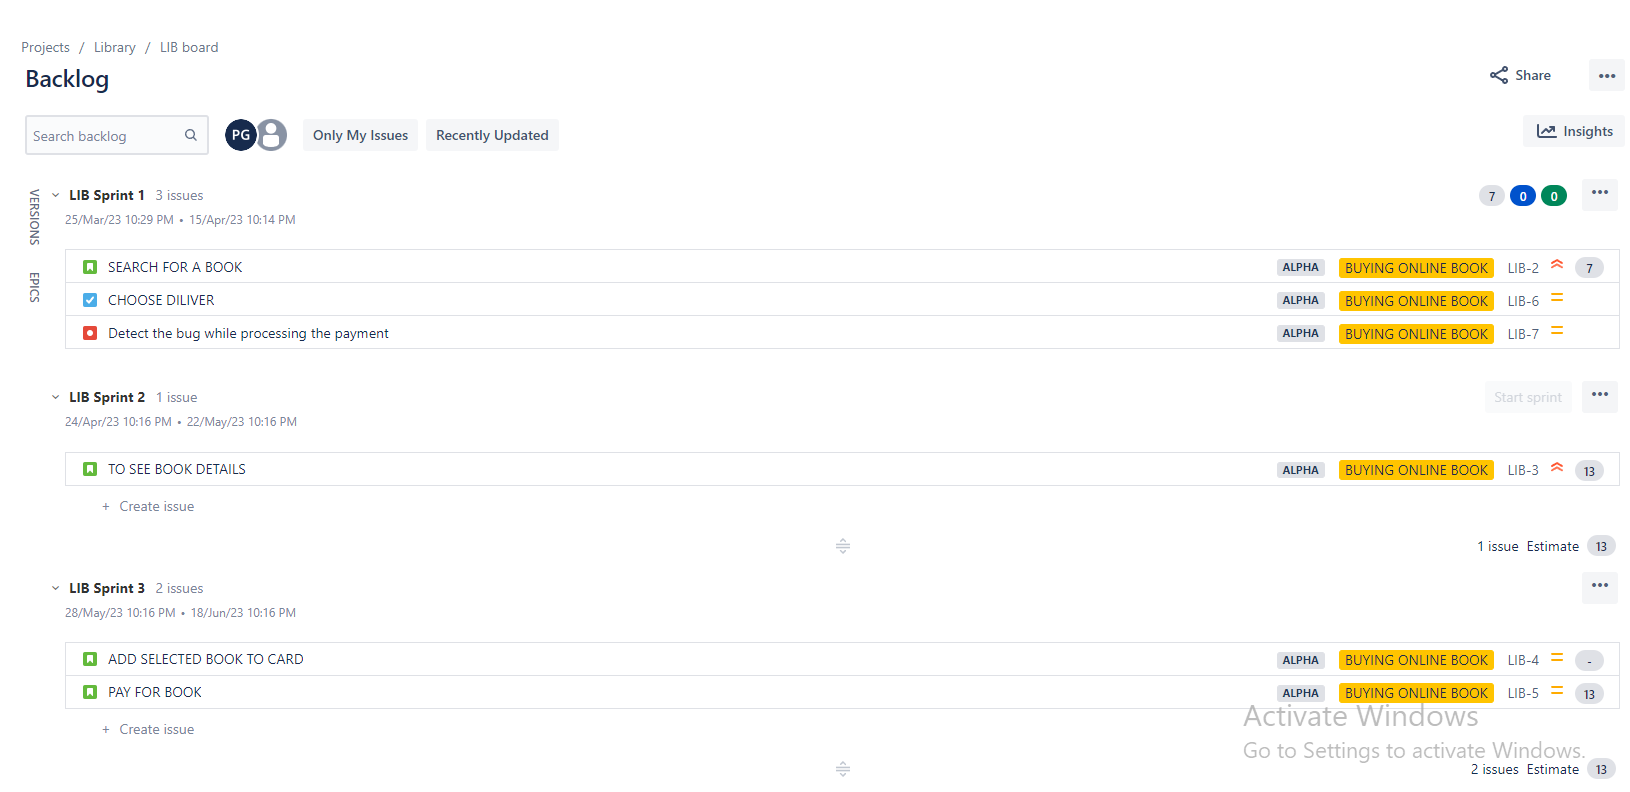 Projects / Library / LIB board
Backlog
Share
Search backlog
PG
Only My Issues
Recently Updated
Insights
VERSIONS
EPICS
LIB Sprint 1 3 issues
7 0 0
25/Mar/23 10:29 PM • 15/Apr/23 10:14 PM
SEARCH FOR A BOOK ALPHA BUYING ONLINE BOOK LIB-2 7
CHOOSE DILIVER ALPHA BUYING ONLINE BOOK LIB-6
Detect the bug while processing the payment ALPHA BUYING ONLINE BOOK LIB-7
LIB Sprint 2 1 issue
Start sprint
24/Apr/23 10:16 PM • 22/May/23 10:16 PM
TO SEE BOOK DETAILS ALPHA BUYING ONLINE BOOK LIB-3 13
+ Create issue
1 issue Estimate 13
LIB Sprint 3 2 issues
28/May/23 10:16 PM • 18/Jun/23 10:16 PM
ADD SELECTED BOOK TO CARD ALPHA BUYING ONLINE BOOK LIB-4 -
PAY FOR BOOK ALPHA BUYING ONLINE BOOK LIB-5 13
+ Create issue
Activate Windows
Go to Settings to activate Windows.
2 issues Estimate 13